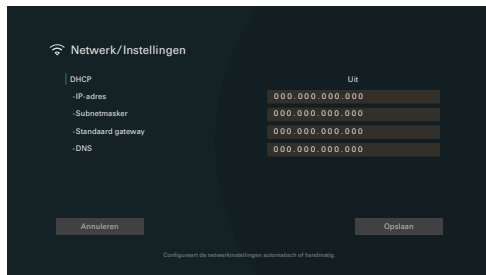 Netwerk/Instellingen
DHCP Uit
-IP-adres 000.000.000.000
-Subnetmasker 000.000.000.000
-Standaard gateway 000.000.000.000
-DNS 000.000.000.000
Annuleren Opslaan
Configureert de netwerkinstellingen automatisch of handmatig.